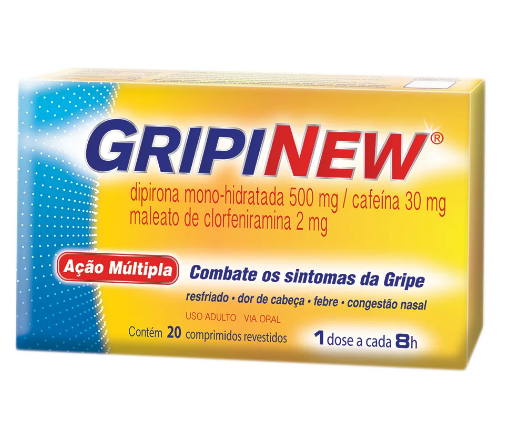 GRIPINEW®
dipirona mono-hidratada 500 mg / cafeína 30 mg
maleato de clorfeniramina 2 mg
Ação Múltipla
Combate os sintomas da Gripe
resfriado • dor de cabeça • febre • congestão nasal
USO ADULTO VIA ORAL
Contém 20 comprimidos revestidos
1 dose a cada 8h